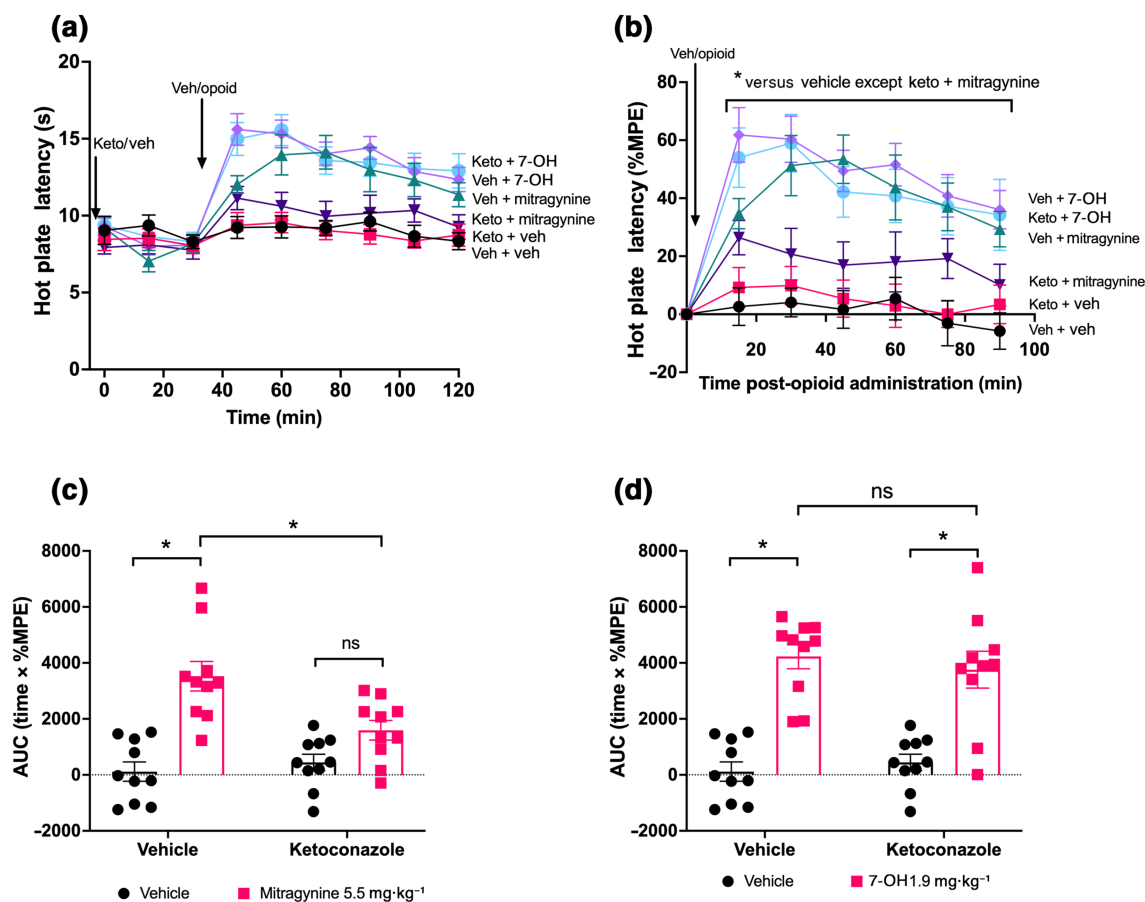 (a)
Hot plate latency (s)
20
15
10
5
0
Keto/veh
Veh/opoid
Keto + 7-OH
Veh + 7-OH
Veh + mitragynine
Keto + mitragynine
Keto + veh
Veh + veh
0 20 40 60 80 100 120
Time (min)
(b)
Hot plate latency (%MPE)
80
60
40
20
0
−20
Veh/opioid
* versus vehicle except keto + mitragynine
Veh + 7-OH
Keto + 7-OH
Veh + mitragynine
Keto + mitragynine
Keto + veh
Veh + veh
20 40 60 80 100
Time post-opioid administration (min)
(c)
AUC (time × %MPE)
8000
6000
4000
2000
0
−2000
*
*
ns
Vehicle Ketoconazole
Vehicle Mitragynine 5.5 mg·kg⁻¹
(d)
AUC (time × %MPE)
8000
6000
4000
2000
0
−2000
ns
*
*
Vehicle Ketoconazole
Vehicle 7-OH1.9 mg·kg⁻¹